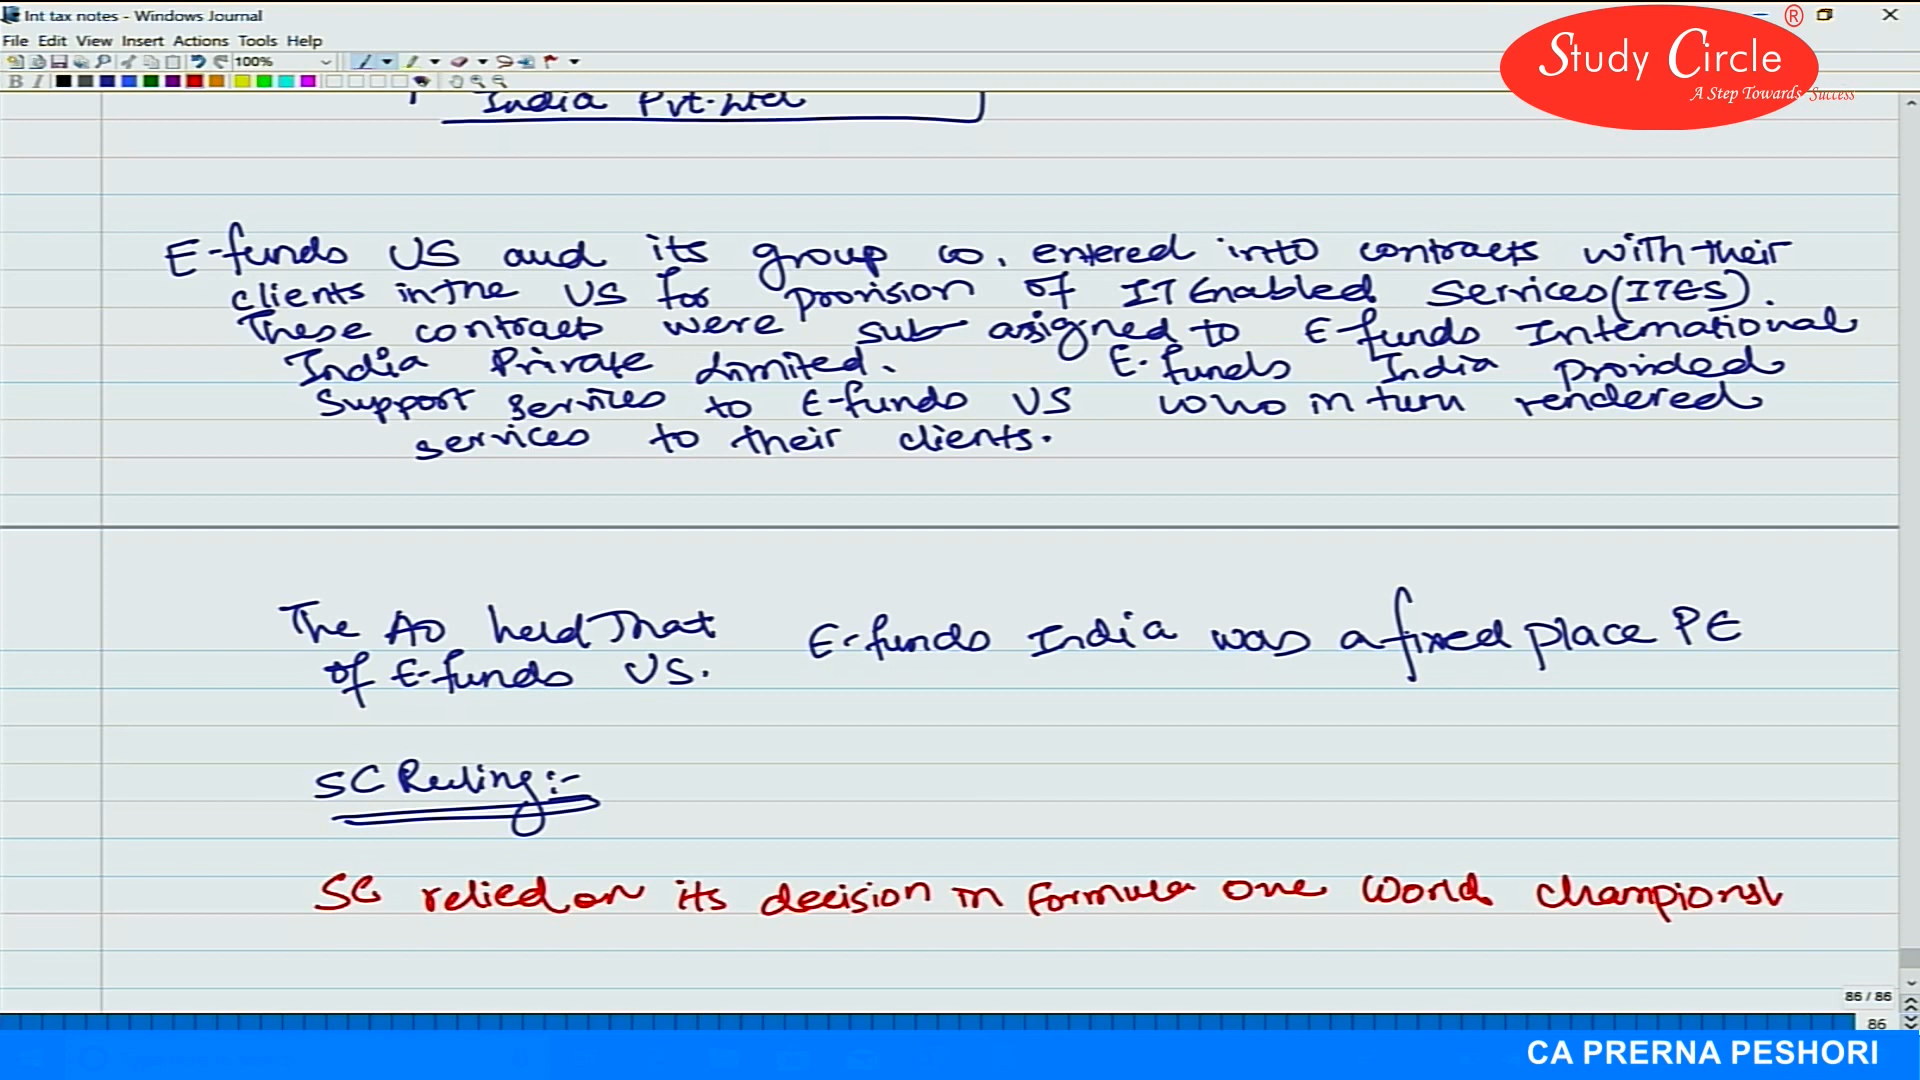 Int tax notes - Windows Journal
File Edit View Insert Actions Tools Help
100%
B I
Study Circle ®
A Step Towards Success
India Pvt. Ltd
E-funds US and its group co. entered into contracts with their
clients in the US for provision of IT Enabled Services (ITES).
These contracts were sub assigned to E-funds International
India Private Limited. E-funds India provided
support services to E-funds US who in turn rendered
services to their clients.
The AO held that E-funds India was a fixed place PE
of E-funds US.
SC Ruling:-
SC relied on its decision in Formula One World Championsh
86 / 86
86
CA PRERNA PESHORI